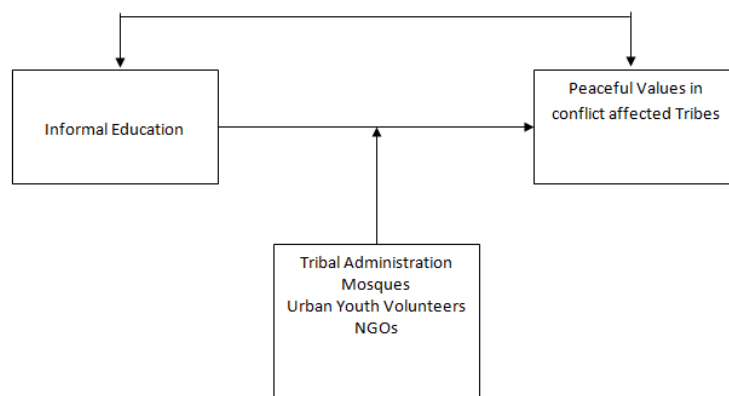 Informal Education
Peaceful Values in
conflict affected Tribes
Tribal Administration
Mosques
Urban Youth Volunteers
NGOs